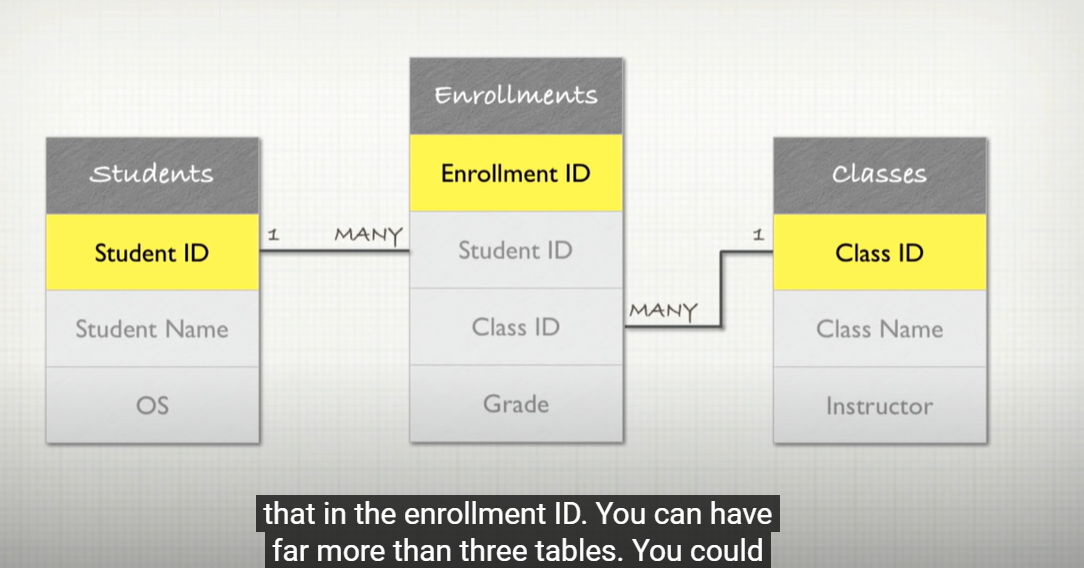 Students
Student ID
Student Name
OS
1
MANY
Enrollments
Enrollment ID
Student ID
Class ID
Grade
MANY
1
Classes
Class ID
Class Name
Instructor
that in the enrollment ID. You can have
far more than three tables. You could